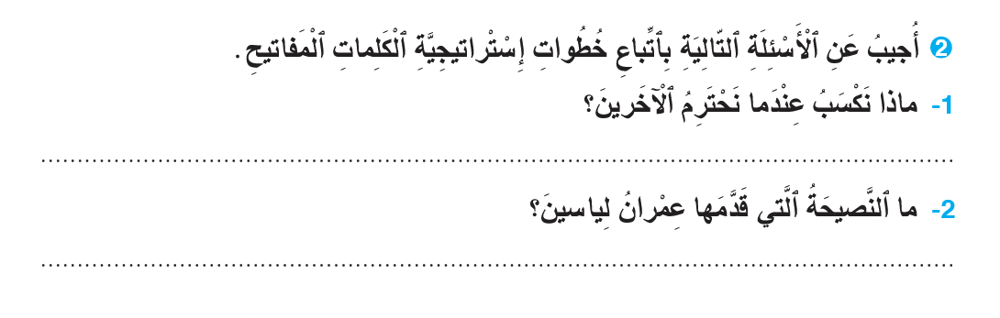 2 أُجيبُ عَنِ ٱلْأَسْئِلَةِ ٱلتّالِيَةِ بِٱتِّباعِ خُطُواتِ إِسْتْراتيجِيَّةِ ٱلْكَلِماتِ ٱلْمَفاتيحِ.
1- ماذا نَكْسَبُ عِنْدَما نَحْتَرِمُ ٱلْآخَرينَ؟
2- ما ٱلنَّصيحَةُ ٱلَّتي قَدَّمَها عِمْرانُ لِياسينَ؟